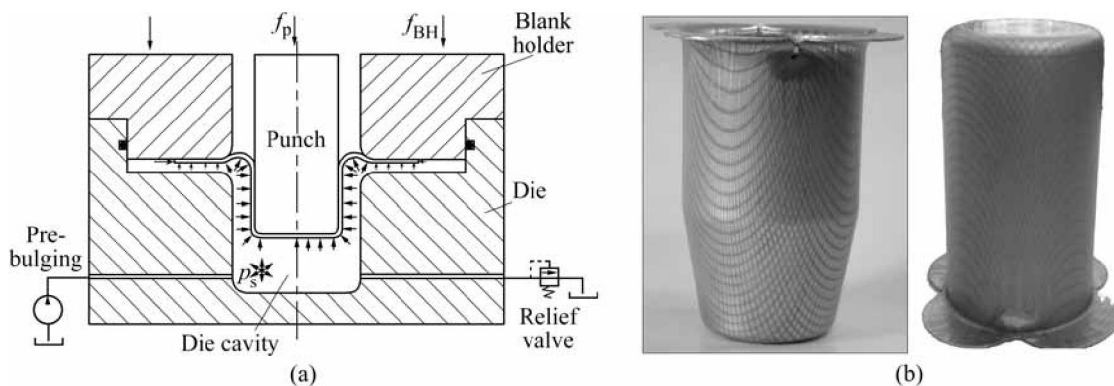 f_p
f_BH
Blank
holder
Punch
Die
Pre-
bulging
p_s
Die cavity
Relief
valve
(a)
(b)